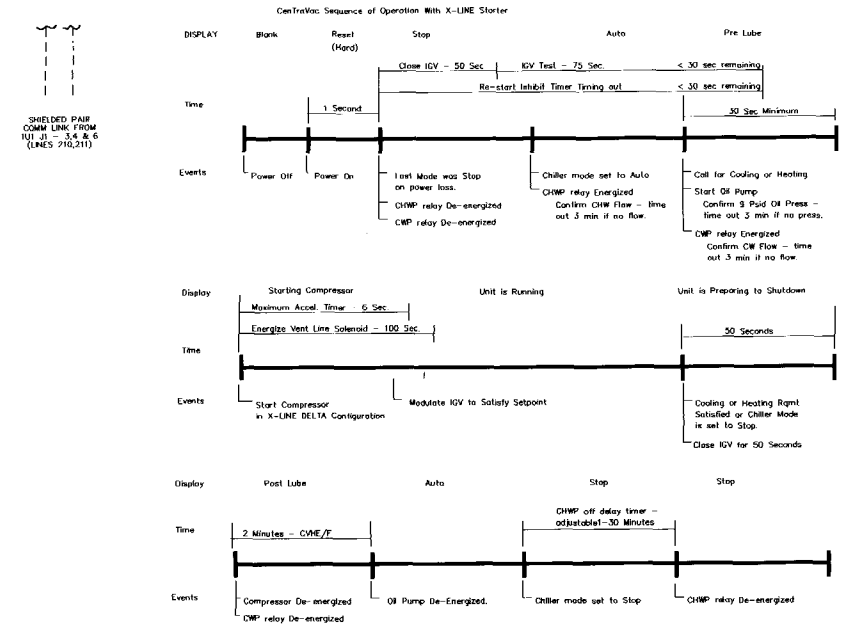 CenTraVac Sequence of Operation With X-LINE Starter
DISPLAY Blank Reset Stop Auto Pre Lube
(Hard)
Close IGV - 50 Sec IGV Test - 75 Sec. < 30 sec remaining
Re-start Inhibit Timer Timing out < 30 sec remaining
Time 1 Second 30 Sec Minimum
SHIELDED PAIR
COMM LINK FROM
1U1 J1 - 3,4 & 6
(LINES 210,211)
Events Power Off Power On Last Mode was Stop Chiller mode set to Auto Call for Cooling or Heating
on power loss. CHWP relay Energized Start Oil Pump
Confirm CHW Flow - time Confirm 9 Psid Oil Press -
CHWP relay De-energized out 3 min if no flow. time out 3 min if no press.
CWP relay De-energized CWP relay Energized
Confirm CW Flow - time
out 3 min if no flow.
Display Starting Compressor Unit is Running Unit is Preparing to Shutdown
Maximum Accel. Timer - 6 Sec.
Energize Vent Line Solenoid - 100 Sec. 50 Seconds
Time
Events Start Compressor Modulate IGV to Satisfy Setpoint Cooling or Heating Rqmt
in X-LINE DELTA Configuration Satisfied or Chiller Mode
is set to Stop.
Close IGV for 50 Seconds
Display Post Lube Auto Stop Stop
CHWP off delay timer -
adjustable1-30 Minutes
Time 2 Minutes - CVHE/F
Events Compressor De-energized Oil Pump De-Energized. Chiller mode set to Stop CHWP relay De-energized
CWP relay De-energized